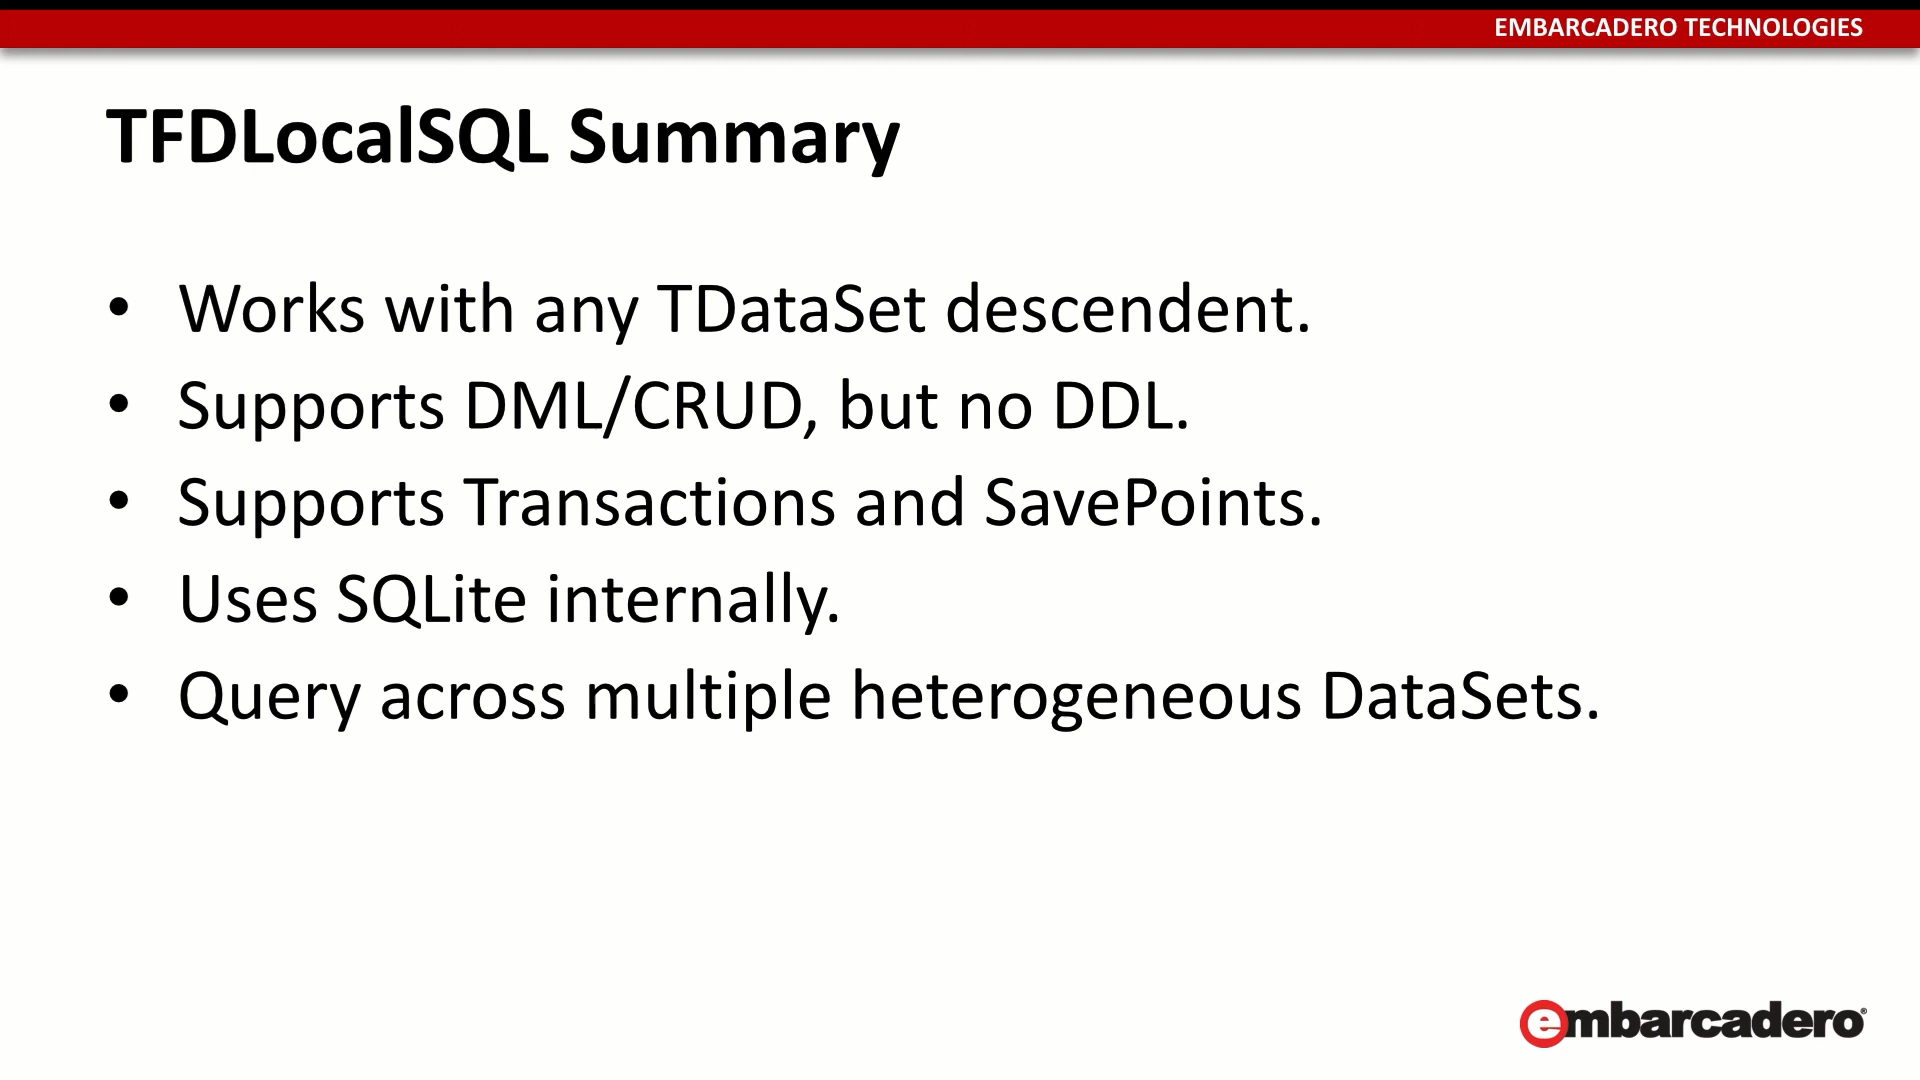 EMBARCADERO TECHNOLOGIES
TFDLocalSQL Summary
• Works with any TDataSet descendent.
• Supports DML/CRUD, but no DDL.
• Supports Transactions and SavePoints.
• Uses SQLite internally.
• Query across multiple heterogeneous DataSets.
embarcadero®